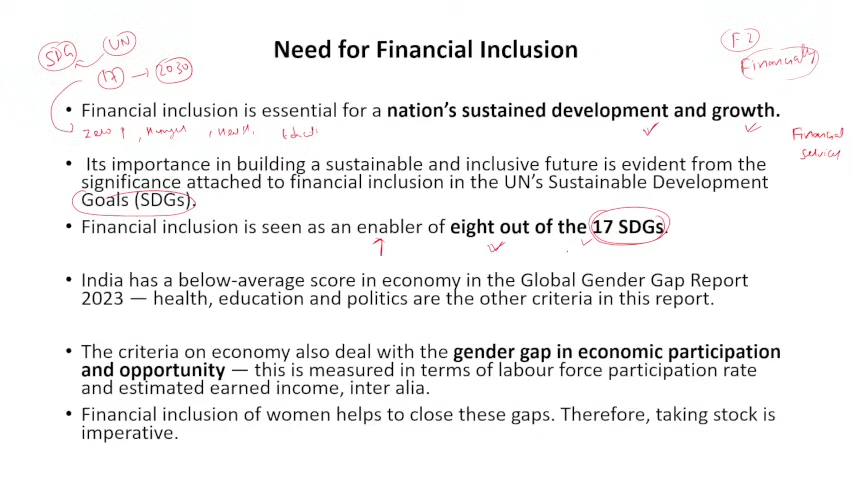 Need for Financial Inclusion
SDG
UN
17 → 2030
FI
Financially
• Financial inclusion is essential for a nation's sustained development and growth.
Zero P, Hunger, Health,
Financial
services
• Its importance in building a sustainable and inclusive future is evident from the
significance attached to financial inclusion in the UN's Sustainable Development
Goals (SDGs).
• Financial inclusion is seen as an enabler of eight out of the 17 SDGs.
• India has a below-average score in economy in the Global Gender Gap Report
2023 — health, education and politics are the other criteria in this report.
• The criteria on economy also deal with the gender gap in economic participation
and opportunity — this is measured in terms of labour force participation rate
and estimated earned income, inter alia.
• Financial inclusion of women helps to close these gaps. Therefore, taking stock is
imperative.